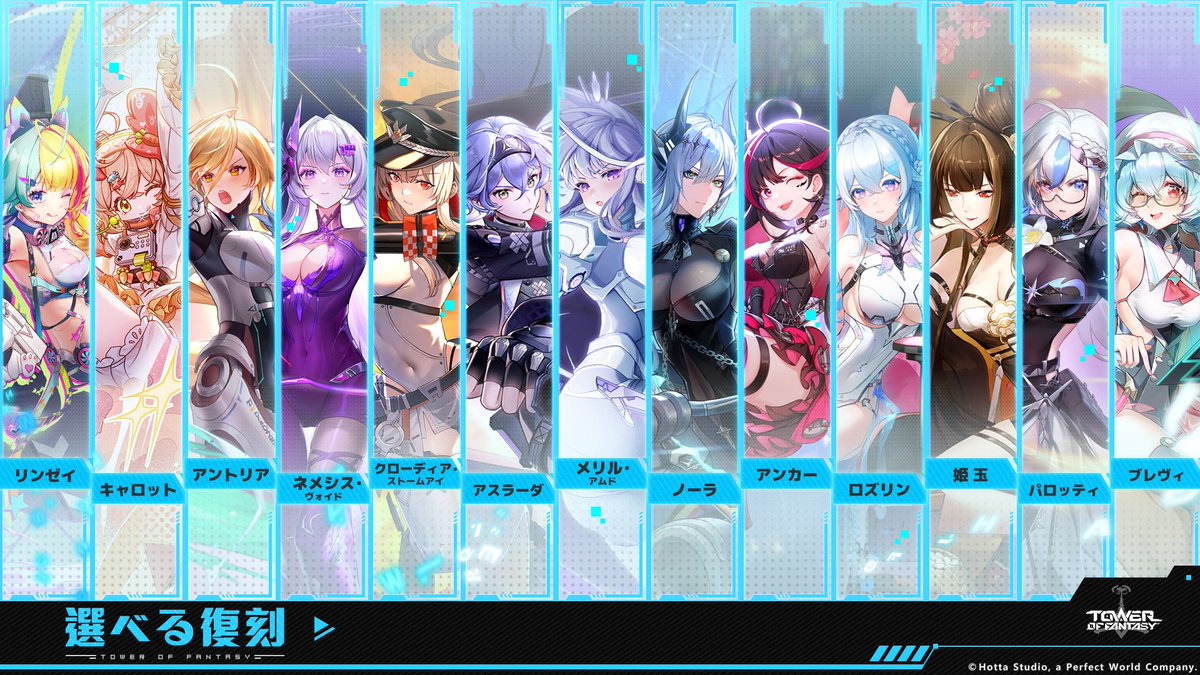 リンゼイ
キャロット
アントリア
ネメシス・
ヴォイド
クローディア・
ストームアイ
アスラーダ
メリル・
アムド
ノーラ
アンカー
ロズリン
姫玉
パロッティ
ブレヴィ
選べる復刻
TOWER OF FANTASY
TOWER
OF FANTASY
©Hotta Studio, a Perfect World Company.